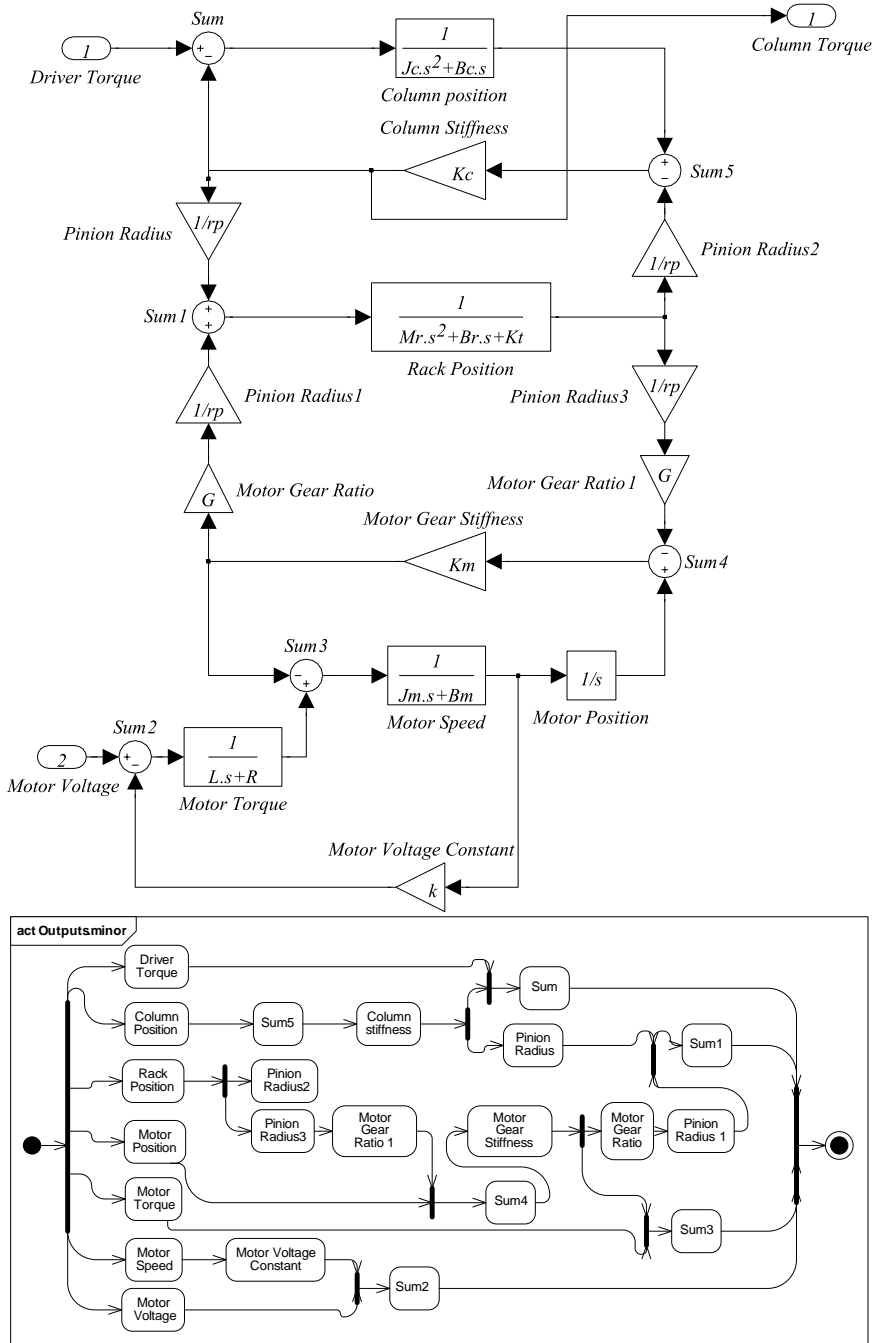 Sum
1
Driver Torque
+
−
1
Jc.s²+Bc.s
Column position
1
Column Torque
Column Stiffness
Kc
+
−
Sum5
Pinion Radius
1/rp
1/rp
Pinion Radius2
Sum1
+
+
1
Mr.s²+Br.s+Kt
Rack Position
1/rp
Pinion Radius1
Pinion Radius3
1/rp
G
Motor Gear Ratio
Motor Gear Ratio 1
G
Motor Gear Stiffness
Km
−
+
Sum4
Sum3
−
+
1
Jm.s+Bm
Motor Speed
1/s
Motor Position
Sum2
2
Motor Voltage
+
−
1
L.s+R
Motor Torque
Motor Voltage Constant
k
act Outputs.minor
Driver
Torque
Sum
Column
Position
Sum5
Column
stiffness
Pinion
Radius
Sum1
Rack
Position
Pinion
Radius2
Pinion
Radius3
Motor
Gear
Ratio 1
Motor
Gear
Stiffness
Motor
Gear
Ratio
Pinion
Radius 1
Motor
Position
Motor
Torque
Sum4
Sum3
Motor
Speed
Motor Voltage
Constant
Sum2
Motor
Voltage